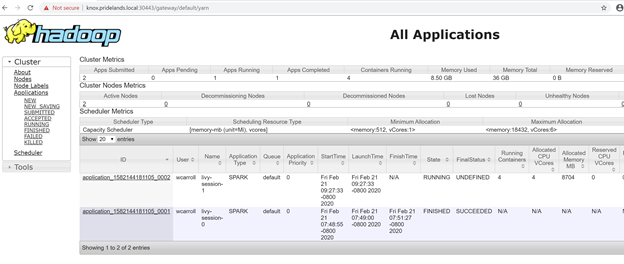 Not secure | knox.pridelands.local:30443/gateway/default/yarn
hadoop
All Applications
Cluster
About
Nodes
Node Labels
Applications
NEW
NEW_SAVING
SUBMITTED
ACCEPTED
RUNNING
FINISHED
FAILED
KILLED
Scheduler
Tools
Cluster Metrics
Apps Submitted Apps Pending Apps Running Apps Completed Containers Running Memory Used Memory Total Memory Reserved
2 0 1 1 4 8.50 GB 36 GB 0 B
Cluster Nodes Metrics
Active Nodes Decommissioning Nodes Decommissioned Nodes Lost Nodes Unhealthy Nodes
2 0 0 0 0
Scheduler Metrics
Scheduler Type Scheduling Resource Type Minimum Allocation Maximum Allocation
Capacity Scheduler [memory-mb (unit=Mi), vcores] <memory:512, vCores:1> <memory:18432, vCores:6>
Show 20 entries
ID User Name Application Type Queue Application Priority StartTime LaunchTime FinishTime State FinalStatus Running Containers Allocated CPU VCores Allocated Memory MB Reserved CPU VCores
application_1582144181105_0002 wcarroll livy-session-1 SPARK default 0 Fri Feb 21 09:27:33 -0800 2020 Fri Feb 21 09:27:33 -0800 2020 N/A RUNNING UNDEFINED 4 4 8704 0
application_1582144181105_0001 wcarroll livy-session-0 SPARK default 0 Fri Feb 21 07:48:55 -0800 2020 Fri Feb 21 07:49:00 -0800 2020 Fri Feb 21 07:51:27 -0800 2020 FINISHED SUCCEEDED N/A N/A N/A N/A
Showing 1 to 2 of 2 entries